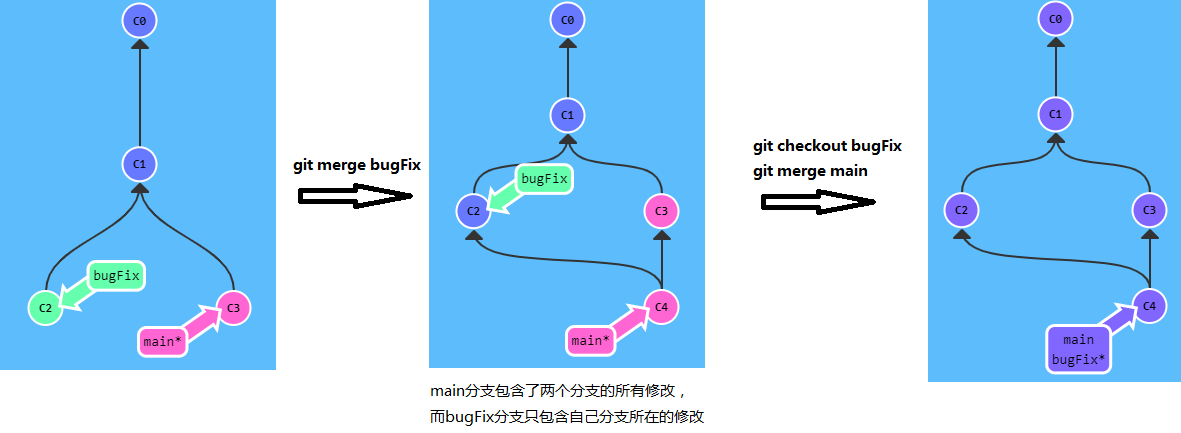 C0
C1
bugFix
C2
C3
main*
git merge bugFix
C0
C1
bugFix
C2
C3
C4
main*
main分支包含了两个分支的所有修改，
而bugFix分支只包含自己分支所在的修改
git checkout bugFix
git merge main
C0
C1
C2
C3
C4
main
bugFix*